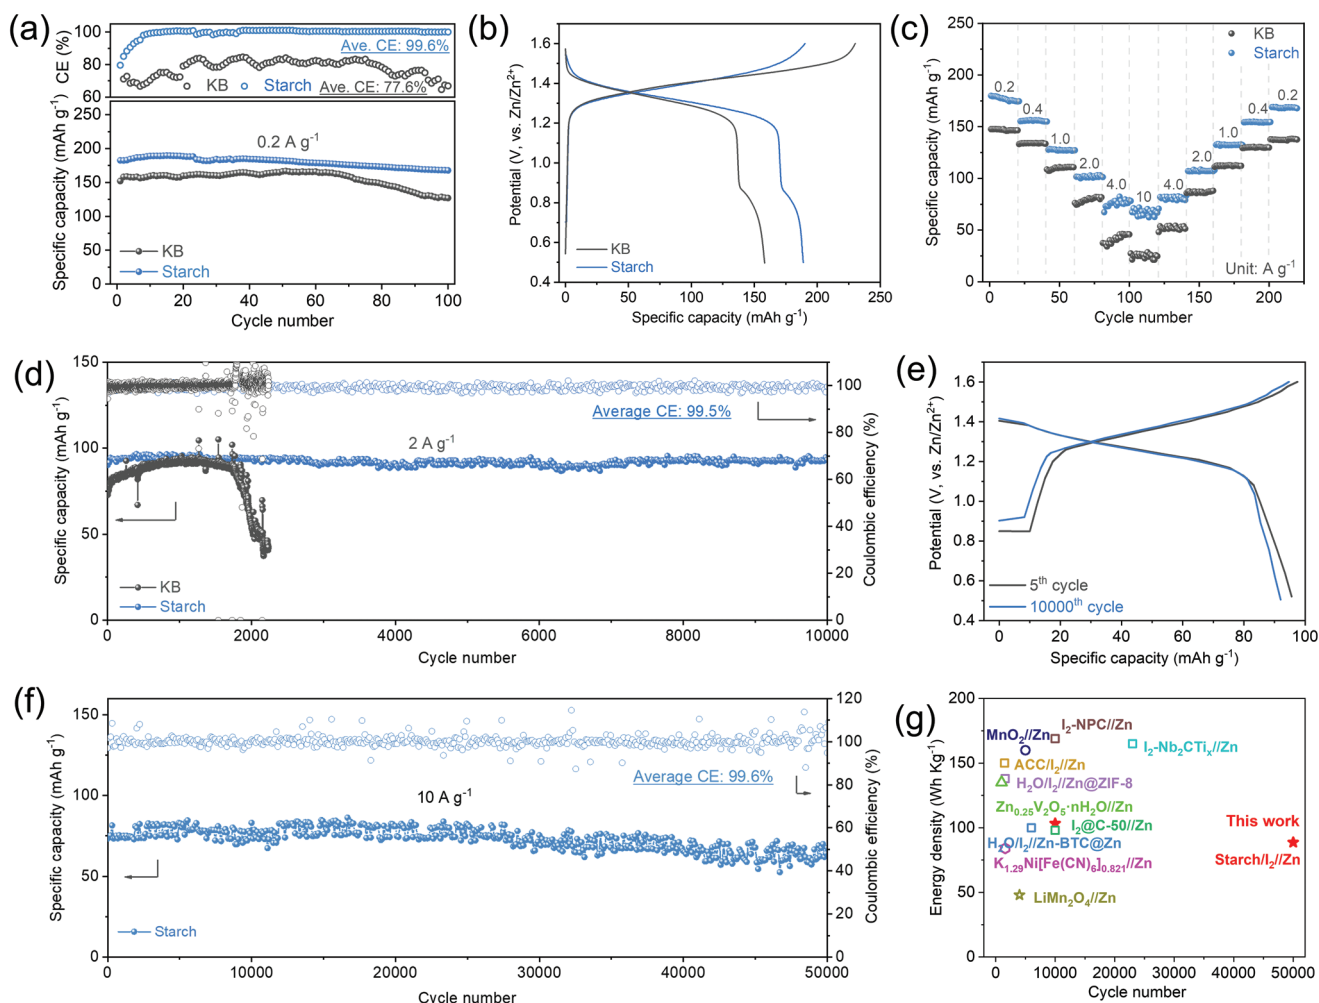 (a)
CE (%)
100
80
60
Ave. CE: 99.6%
KB
Starch
Ave. CE: 77.6%
Specific capacity (mAh g⁻¹)
250
200
150
100
50
0
0.2 A g⁻¹
KB
Starch
0
20
40
60
80
100
Cycle number
(b)
Potential (V, vs. Zn/Zn²⁺)
1.6
1.4
1.2
1.0
0.8
0.6
0.4
KB
Starch
0
50
100
150
200
250
Specific capacity (mAh g⁻¹)
(c)
Specific capacity (mAh g⁻¹)
250
200
150
100
50
0
KB
Starch
0.2
0.4
1.0
2.0
4.0
10
4.0
2.0
1.0
0.4
0.2
Unit: A g⁻¹
0
50
100
150
200
Cycle number
(d)
Specific capacity (mAh g⁻¹)
150
100
50
0
Average CE: 99.5%
2 A g⁻¹
KB
Starch
100
80
60
40
20
0
Coulombic efficiency (%)
0
2000
4000
6000
8000
10000
Cycle number
(e)
Potential (V, vs. Zn/Zn²⁺)
1.6
1.4
1.2
1.0
0.8
0.6
0.4
5ᵗʰ cycle
10000ᵗʰ cycle
0
20
40
60
80
100
Specific capacity (mAh g⁻¹)
(f)
Specific capacity (mAh g⁻¹)
150
100
50
0
Average CE: 99.6%
10 A g⁻¹
Starch
120
100
80
60
40
20
0
Coulombic efficiency (%)
0
10000
20000
30000
40000
50000
Cycle number
(g)
Energy density (Wh Kg⁻¹)
200
150
100
50
0
I₂-NPC//Zn
MnO₂//Zn
I₂-Nb₂CTiₓ//Zn
ACC/I₂//Zn
H₂O/I₂//Zn@ZIF-8
Zn₀.₂₅V₂O₅·nH₂O//Zn
I₂@C-50//Zn
This work
H₂O/I₂//Zn-BTC@Zn
Starch/I₂//Zn
K₁.₂₉Ni[Fe(CN)₆]₀.₈₂₁//Zn
LiMn₂O₄//Zn
0
10000
20000
30000
40000
50000
Cycle number